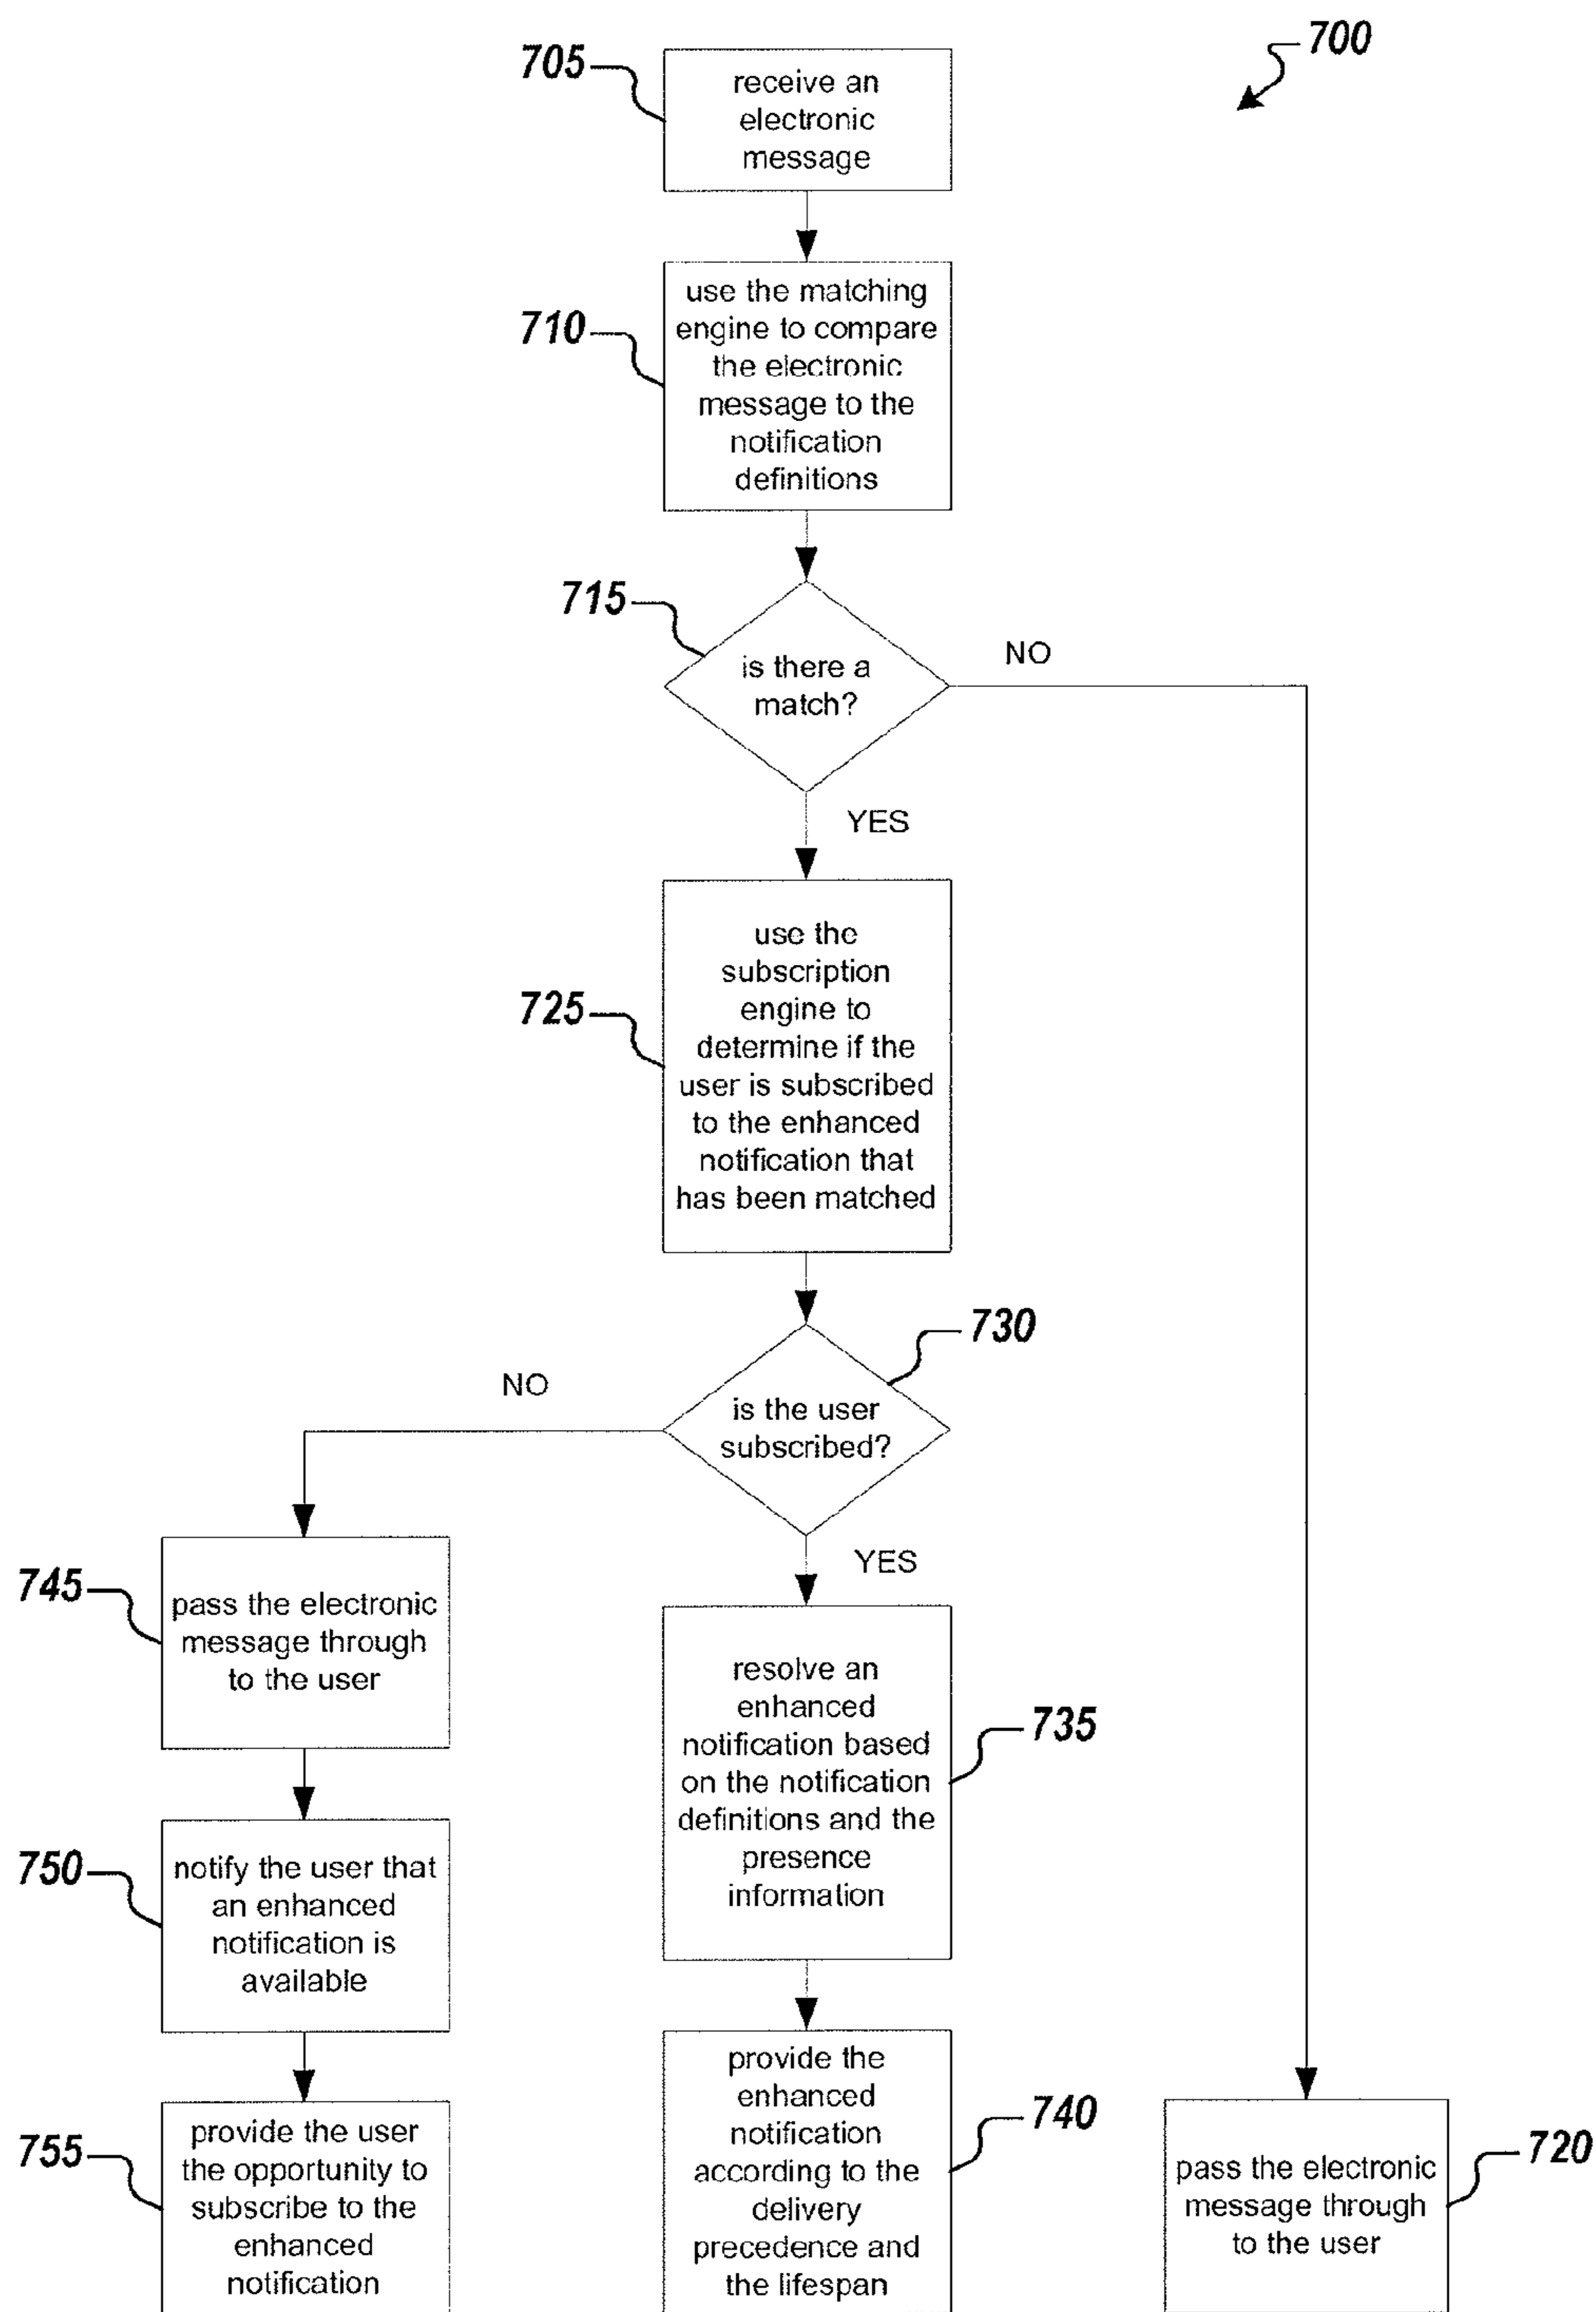 700
705
receive an
electronic
message
710
use the matching
engine to compare
the electronic
message to the
notification
definitions
715
is there a
match?
NO
YES
725
use the
subscription
engine to
determine if the
user is subscribed
to the enhanced
notification that
has been matched
730
is the user
subscribed?
NO
YES
745
pass the electronic
message through
to the user
735
resolve an
enhanced
notification based
on the notification
definitions and the
presence
information
750
notify the user that
an enhanced
notification is
available
755
provide the user
the opportunity to
subscribe to the
enhanced
notification
740
provide the
enhanced
notification
according to the
delivery
precedence and
the lifespan
720
pass the electronic
message through
to the user